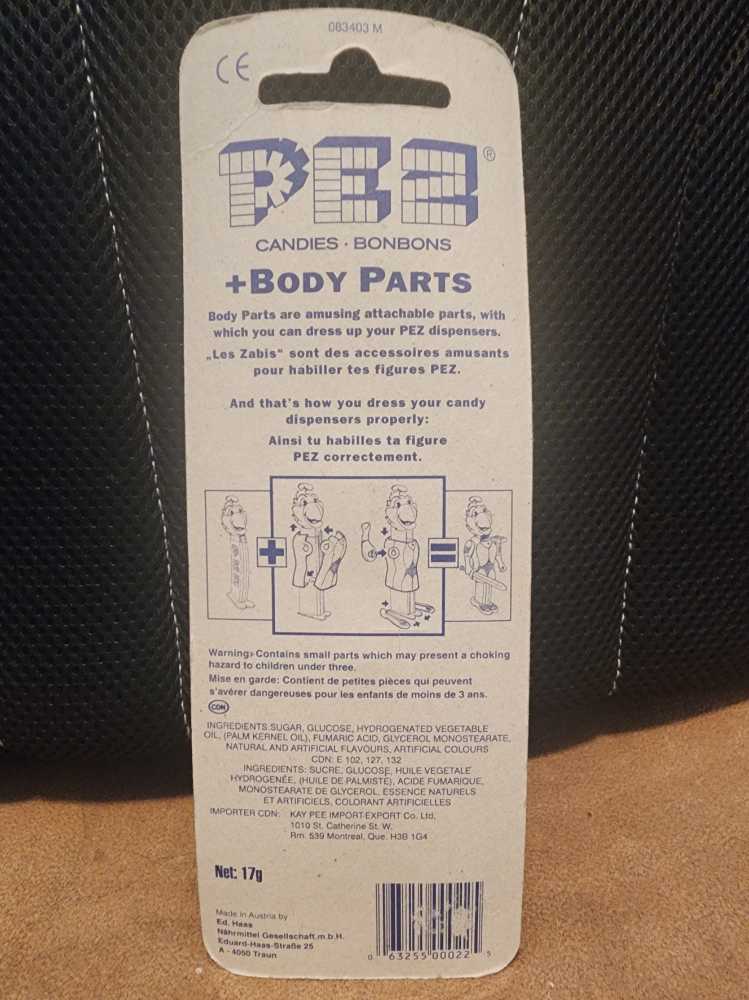 083403 M
CE
PEZ®
CANDIES · BONBONS
+BODY PARTS
Body Parts are amusing attachable parts, with
which you can dress up your PEZ dispensers.
„Les Zabis“ sont des accessoires amusants
pour habiller tes figures PEZ.
And that's how you dress your candy
dispensers properly:
Ainsi tu habilles ta figure
PEZ correctement.
+
=
Warning: Contains small parts which may present a choking
hazard to children under three.
Mise en garde: Contient de petites pièces qui peuvent
s'avérer dangereuses pour les enfants de moins de 3 ans.
CDN
INGREDIENTS:SUGAR, GLUCOSE, HYDROGENATED VEGETABLE
OIL, (PALM KERNEL OIL), FUMARIC ACID, GLYCEROL MONOSTEARATE,
NATURAL AND ARTIFICIAL FLAVOURS, ARTIFICIAL COLOURS
CDN: E 102, 127, 132
INGREDIENTS: SUCRE, GLUCOSE, HUILE VEGETALE
HYDROGENÉE, (HUILE DE PALMISTE), ACIDE FUMARIQUE,
MONOSTEARATE DE GLYCEROL, ESSENCE NATURELS
ET ARTIFICIELS, COLORANT ARTIFICIELLES
IMPORTER CDN: KAY PEE IMPORT-EXPORT Co. Ltd,
1010 St. Catherine St. W,
Rm. 539 Montreal, Que. H3B 1G4
Net: 17g
Made in Austria by
Ed. Haas
Nährmittel Gesellschaft.m.b.H.
Eduard-Haas-Straße 25
A - 4050 Traun
0 63255 00022 5